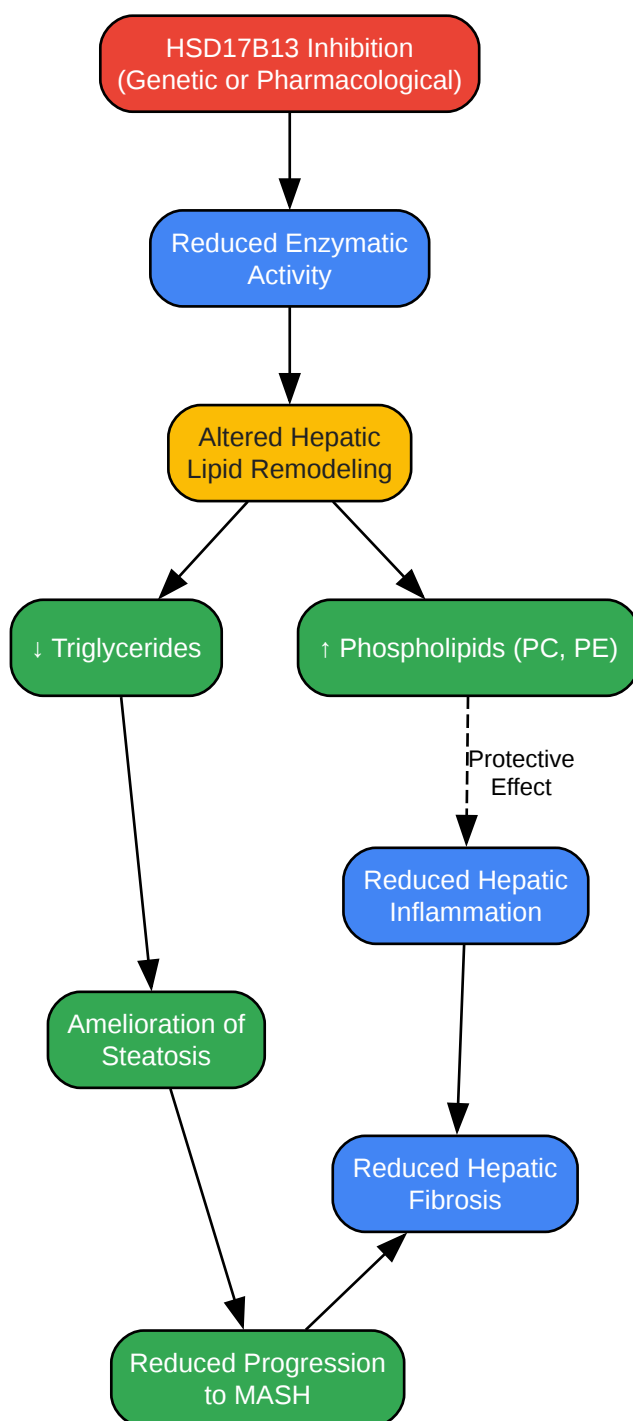 HSD17B13 Inhibition
(Genetic or Pharmacological)
Reduced Enzymatic
Activity
Altered Hepatic
Lipid Remodeling
↓ Triglycerides
↑ Phospholipids (PC, PE)
Protective
Effect
Reduced Hepatic
Inflammation
Amelioration of
Steatosis
Reduced Hepatic
Fibrosis
Reduced Progression
to MASH